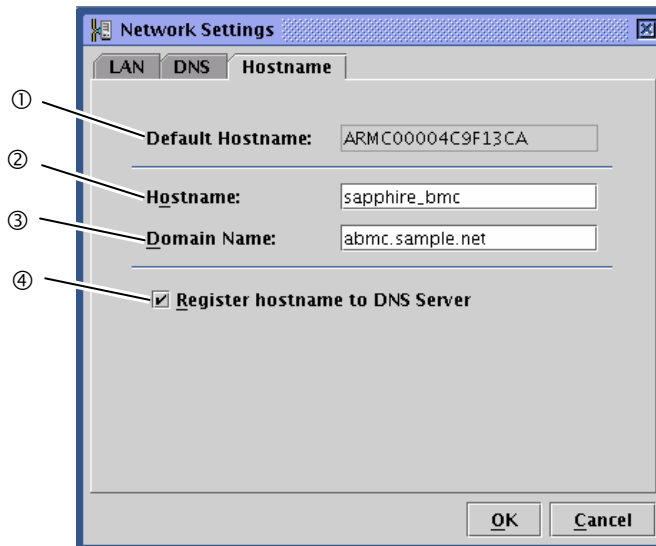 Network Settings
LAN DNS Hostname
① Default Hostname: ARMC00004C9F13CA
② Hostname: sapphire_bmc
③ Domain Name: abmc.sample.net
④ Register hostname to DNS Server
OK Cancel